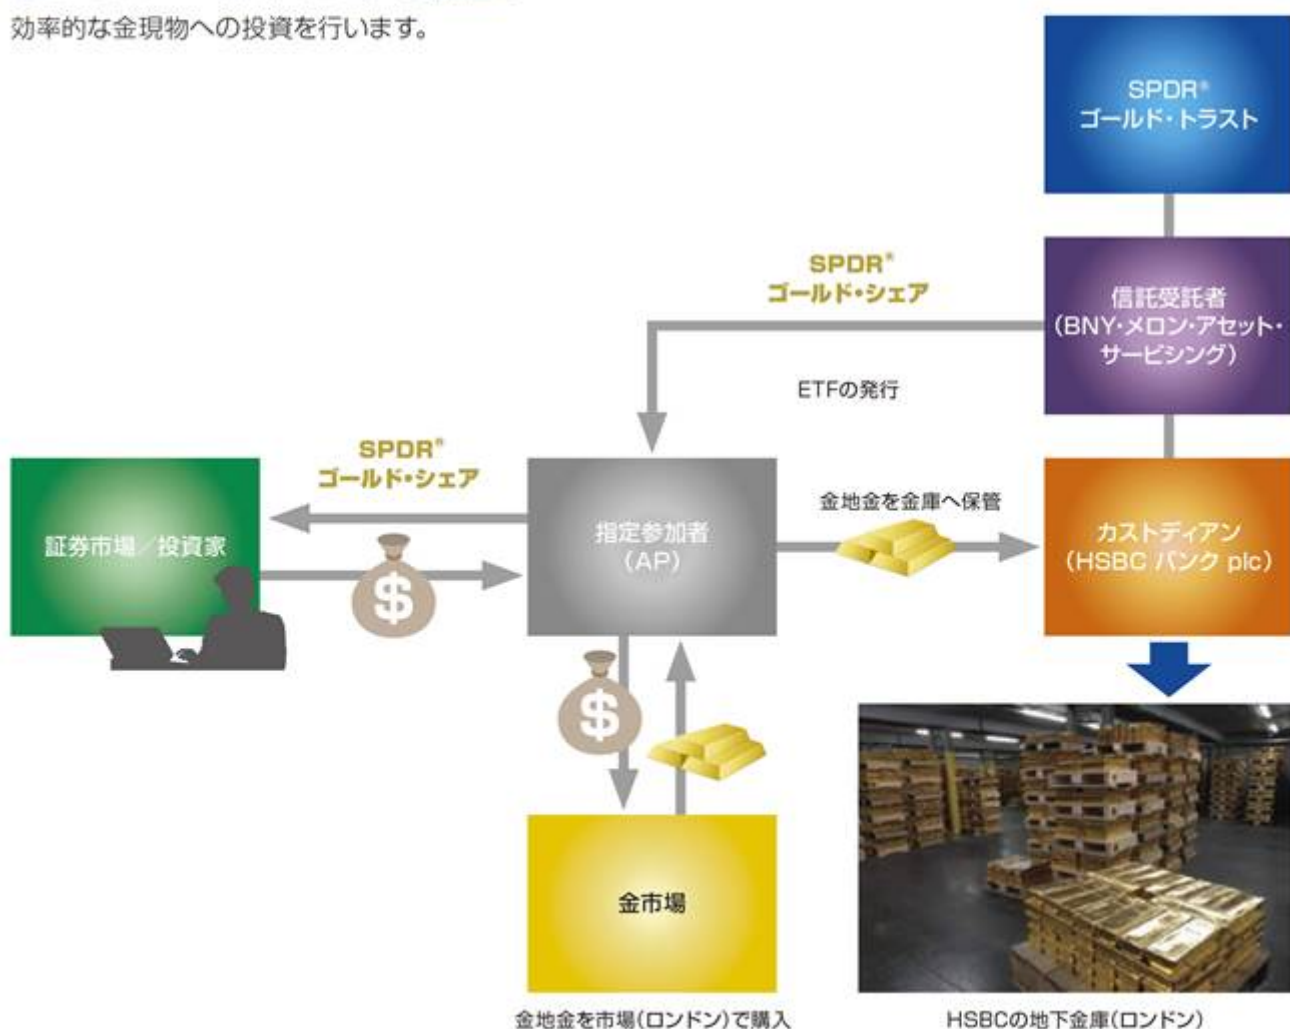 効率的な金現物への投資を行います。
SPDR®
ゴールド・トラスト
信託受託者
(BNY・メロン・アセット・
サービシング)
SPDR®
ゴールド・シェア
ETFの発行
SPDR®
ゴールド・シェア
証券市場/投資家
$
指定参加者
(AP)
金地金を金庫へ保管
カストディアン
(HSBC バンク plc)
$
金市場
金地金を市場(ロンドン)で購入
HSBCの地下金庫(ロンドン)